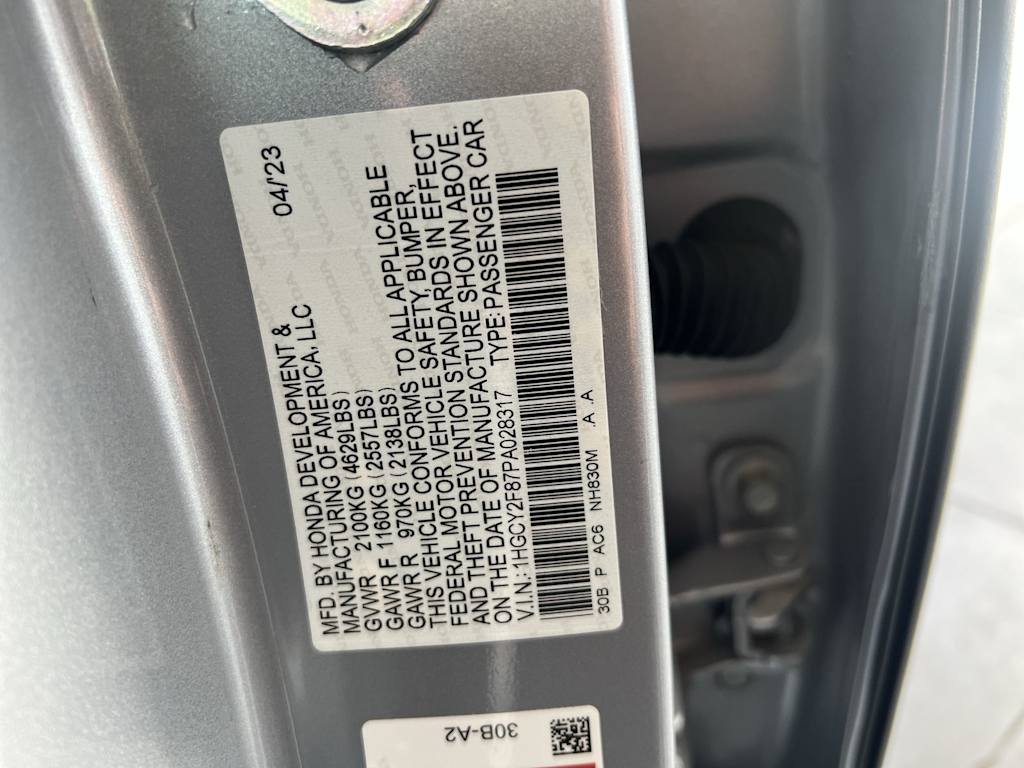 MFD. BY HONDA DEVELOPMENT & 04/23
MANUFACTURING OF AMERICA, LLC
GVWR 2100KG (4629LBS)
GAWR F 1160KG (2557LBS)
GAWR R 970KG (2138LBS)
THIS VEHICLE CONFORMS TO ALL APPLICABLE
FEDERAL MOTOR VEHICLE SAFETY, BUMPER,
AND THEFT PREVENTION STANDARDS IN EFFECT
ON THE DATE OF MANUFACTURE SHOWN ABOVE.
V.I.N.: 1HGCY2F87PA028317 TYPE: PASSENGER CAR
30B P AC6 NH830M .A .A
30B-A2